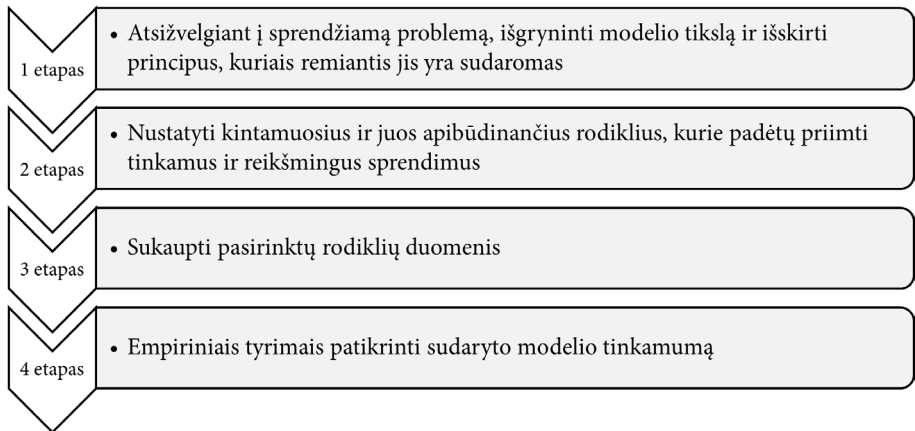 1 etapas
• Atsižvelgiant į sprendžiamą problemą, išgryninti modelio tikslą ir išskirti
principus, kuriais remiantis jis yra sudaromas
2 etapas
• Nustatyti kintamuosius ir juos apibūdinančius rodiklius, kurie padėtų priimti
tinkamus ir reikšmingus sprendimus
3 etapas
• Sukaupti pasirinktų rodiklių duomenis
4 etapas
• Empiriniais tyrimais patikrinti sudaryto modelio tinkamumą